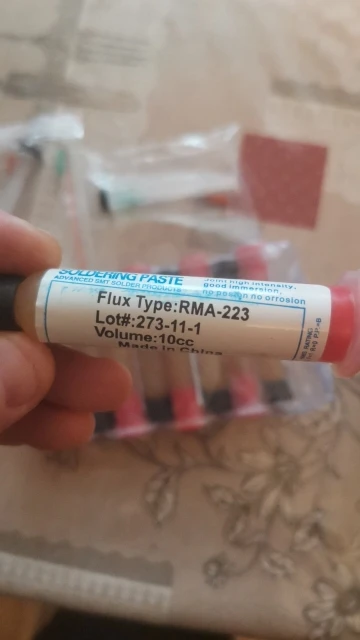 SOLDERING PASTE
ADVANCED SMT SOLDER PRODUCTS
Joint high intensity,
good immersion,
no poison no orrosion
Flux Type:RMA-223
Lot#:273-11-1
Volume:10cc
Made in China